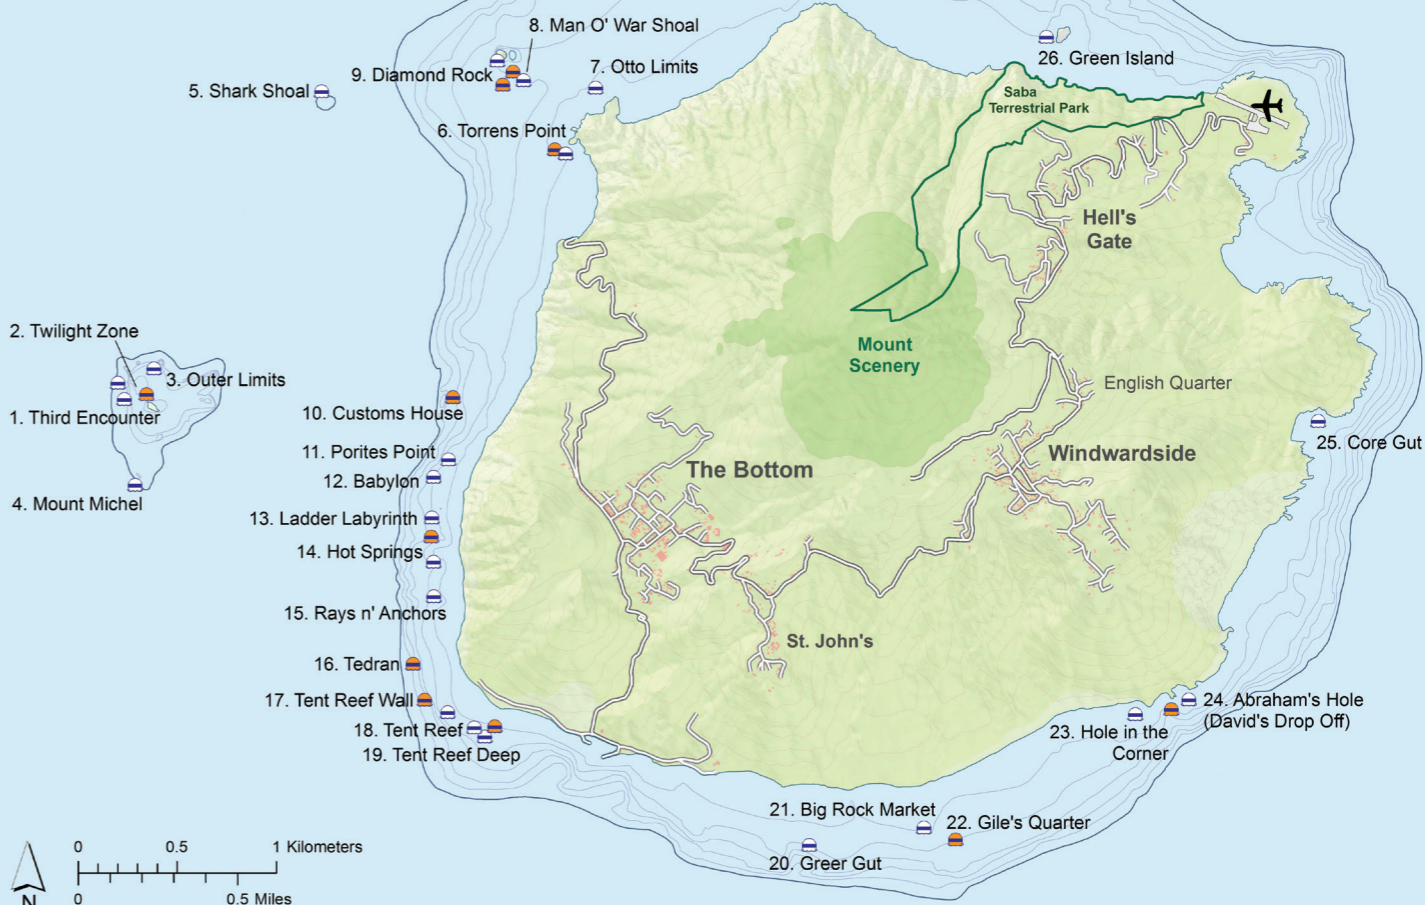 8. Man O' War Shoal
26. Green Island
9. Diamond Rock
7. Otto Limits
5. Shark Shoal
Saba
Terrestrial Park
6. Torrens Point
Hell's
Gate
2. Twilight Zone
3. Outer Limits
1. Third Encounter
4. Mount Michel
Mount
Scenery
English Quarter
10. Customs House
25. Core Gut
11. Porites Point
12. Babylon
The Bottom
Windwardside
13. Ladder Labyrinth
14. Hot Springs
15. Rays n' Anchors
St. John's
16. Tedran
17. Tent Reef Wall
18. Tent Reef
19. Tent Reef Deep
24. Abraham's Hole
(David's Drop Off)
23. Hole in the
Corner
21. Big Rock Market
22. Gile's Quarter
20. Greer Gut
0 0.5 1 Kilometers
0 0.5 Miles
N